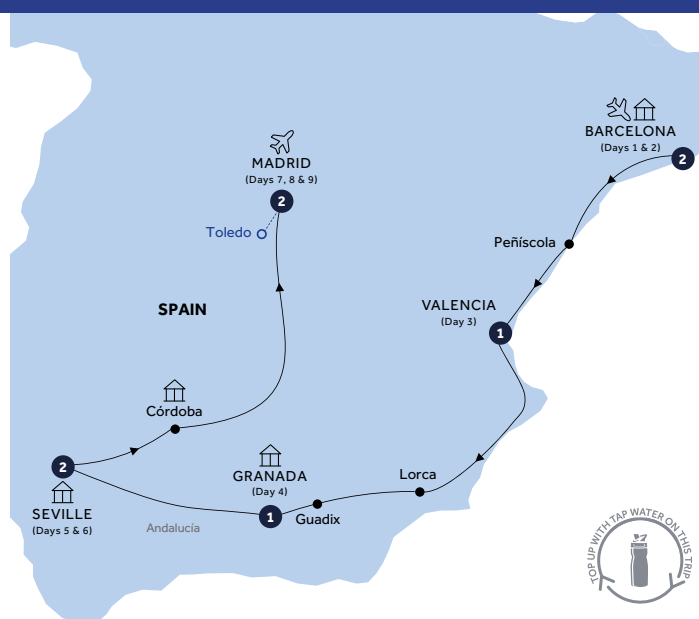 BARCELONA
(Days 1 & 2)
2
MADRID
(Days 7, 8 & 9)
2
Toledo
Peñíscola
SPAIN
VALENCIA
(Day 3)
1
Córdoba
2
SEVILLE
(Days 5 & 6)
GRANADA
(Day 4)
1
Guadix
Lorca
Andalucía
TOP UP WITH TAP WATER ON THIS TRIP